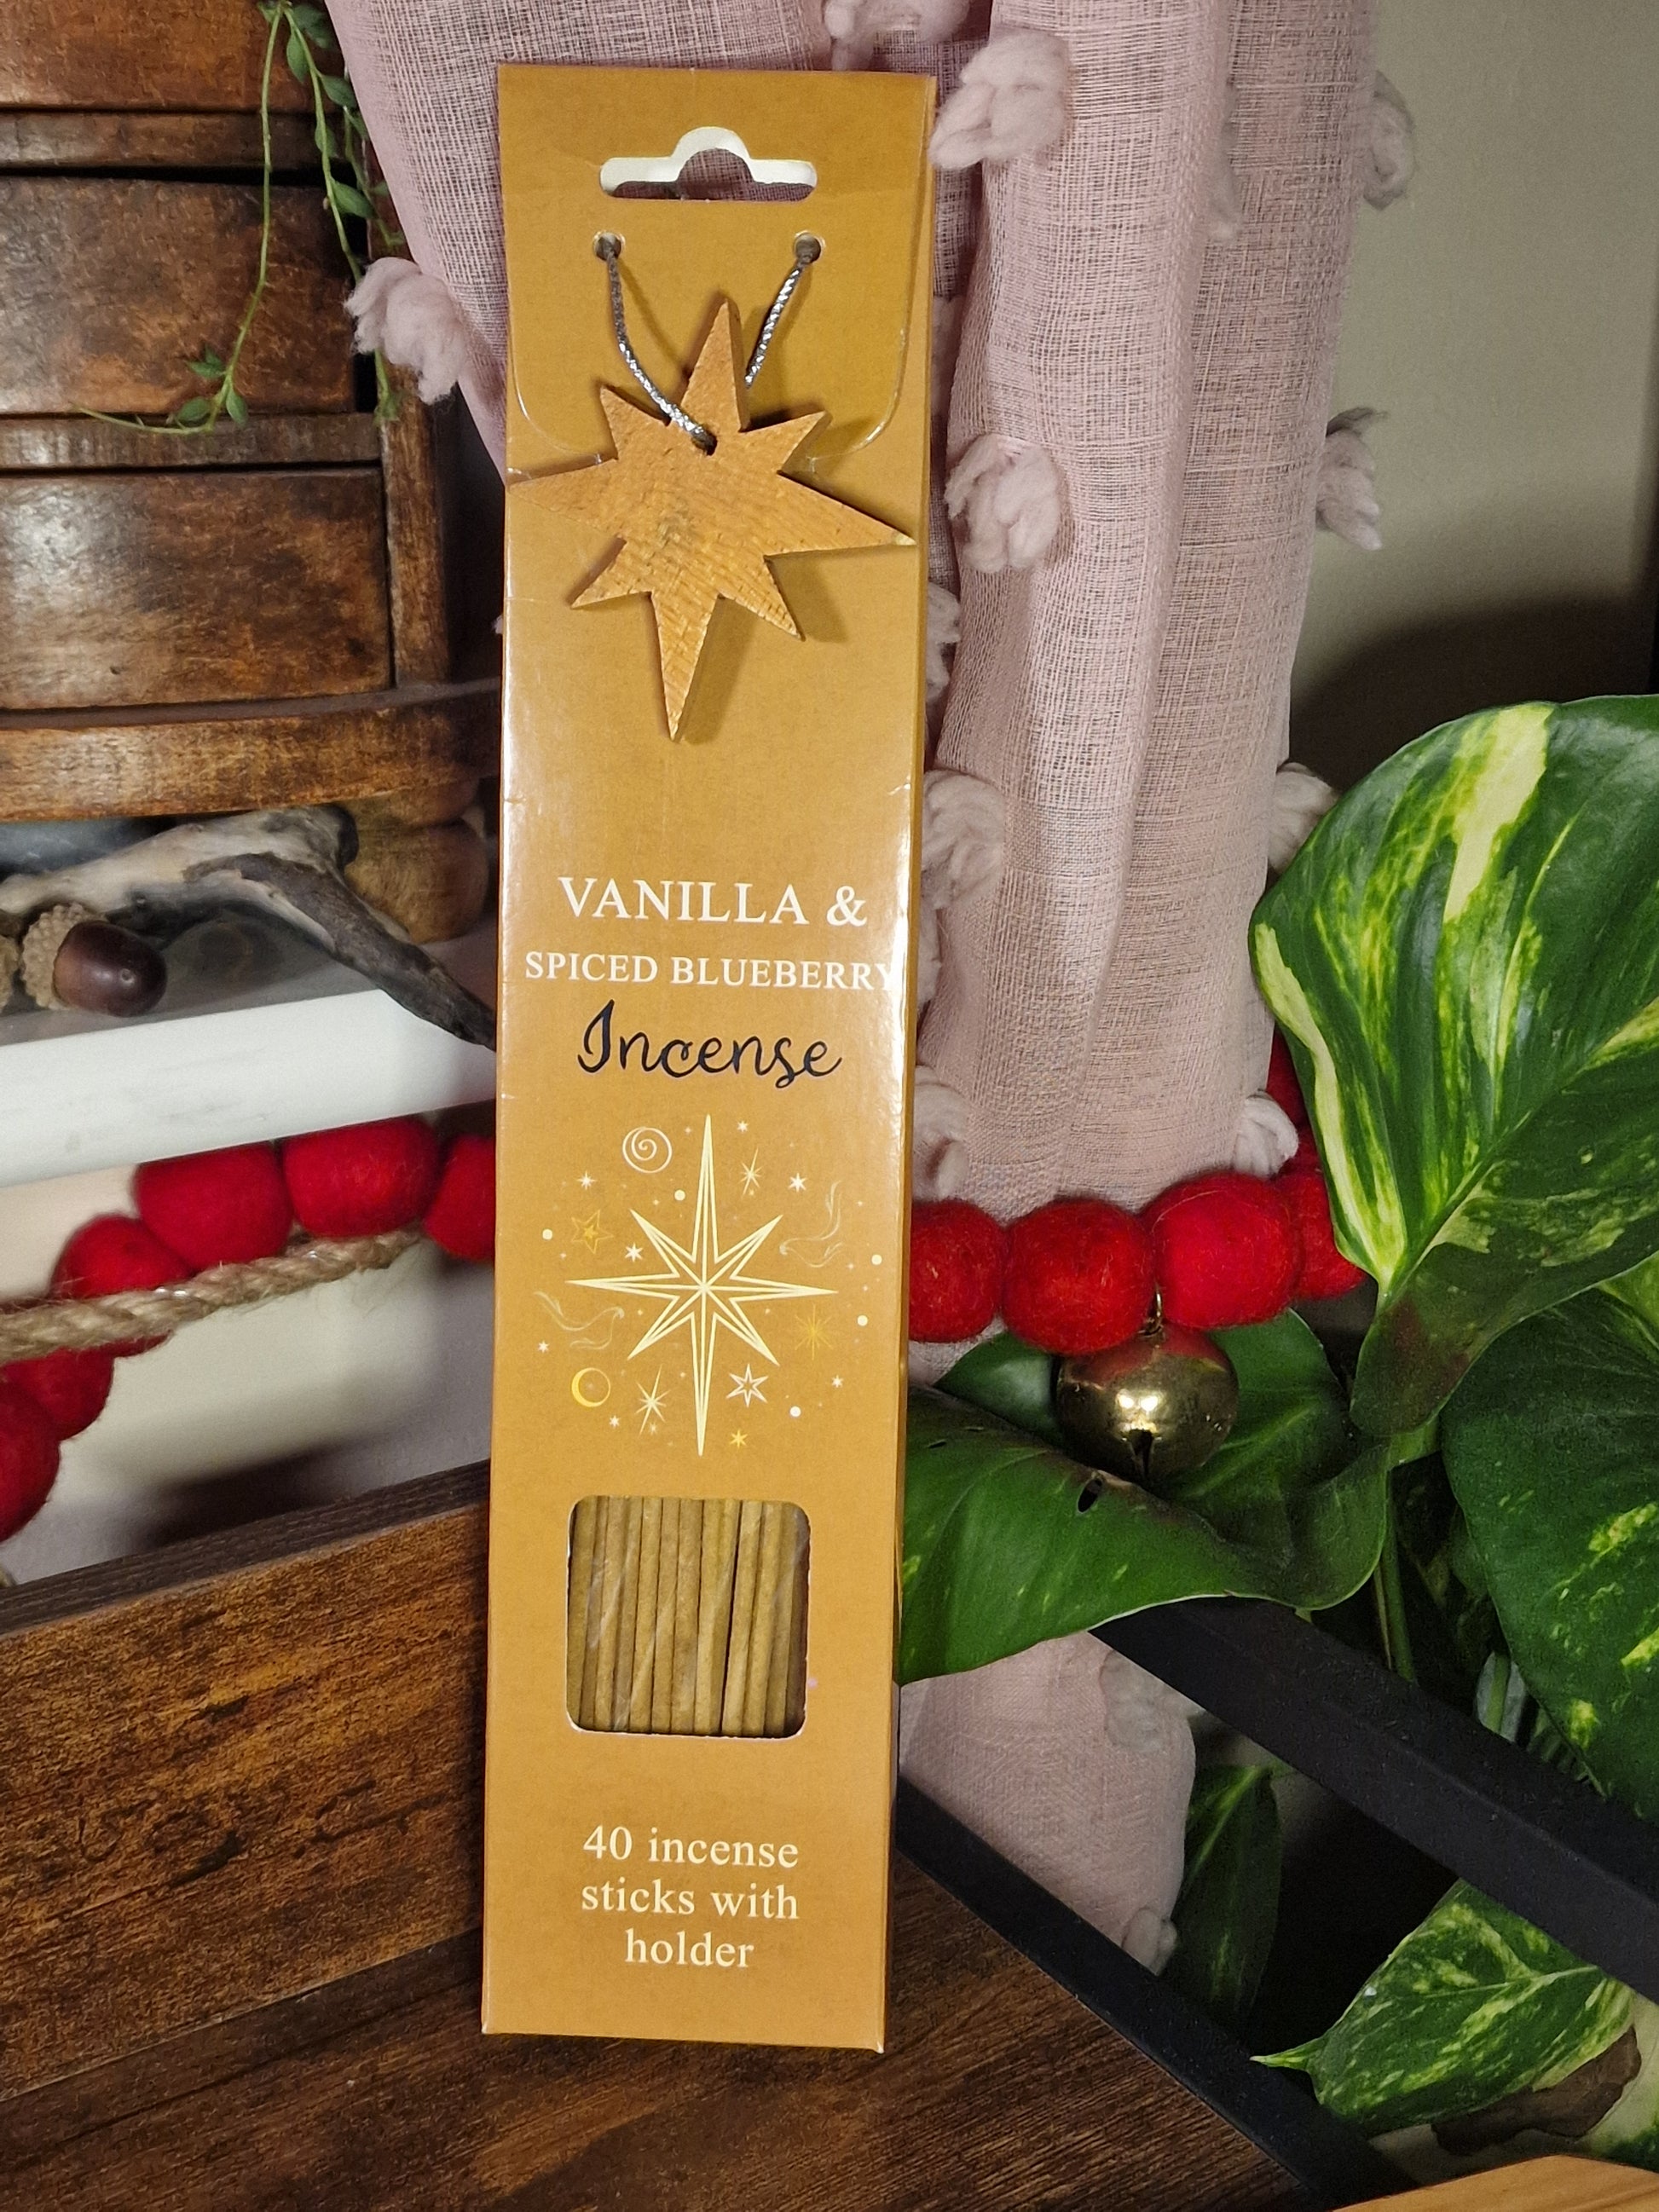 VANILLA &
SPICED BLUEBERRY
Incense
40 incense
sticks with
holder